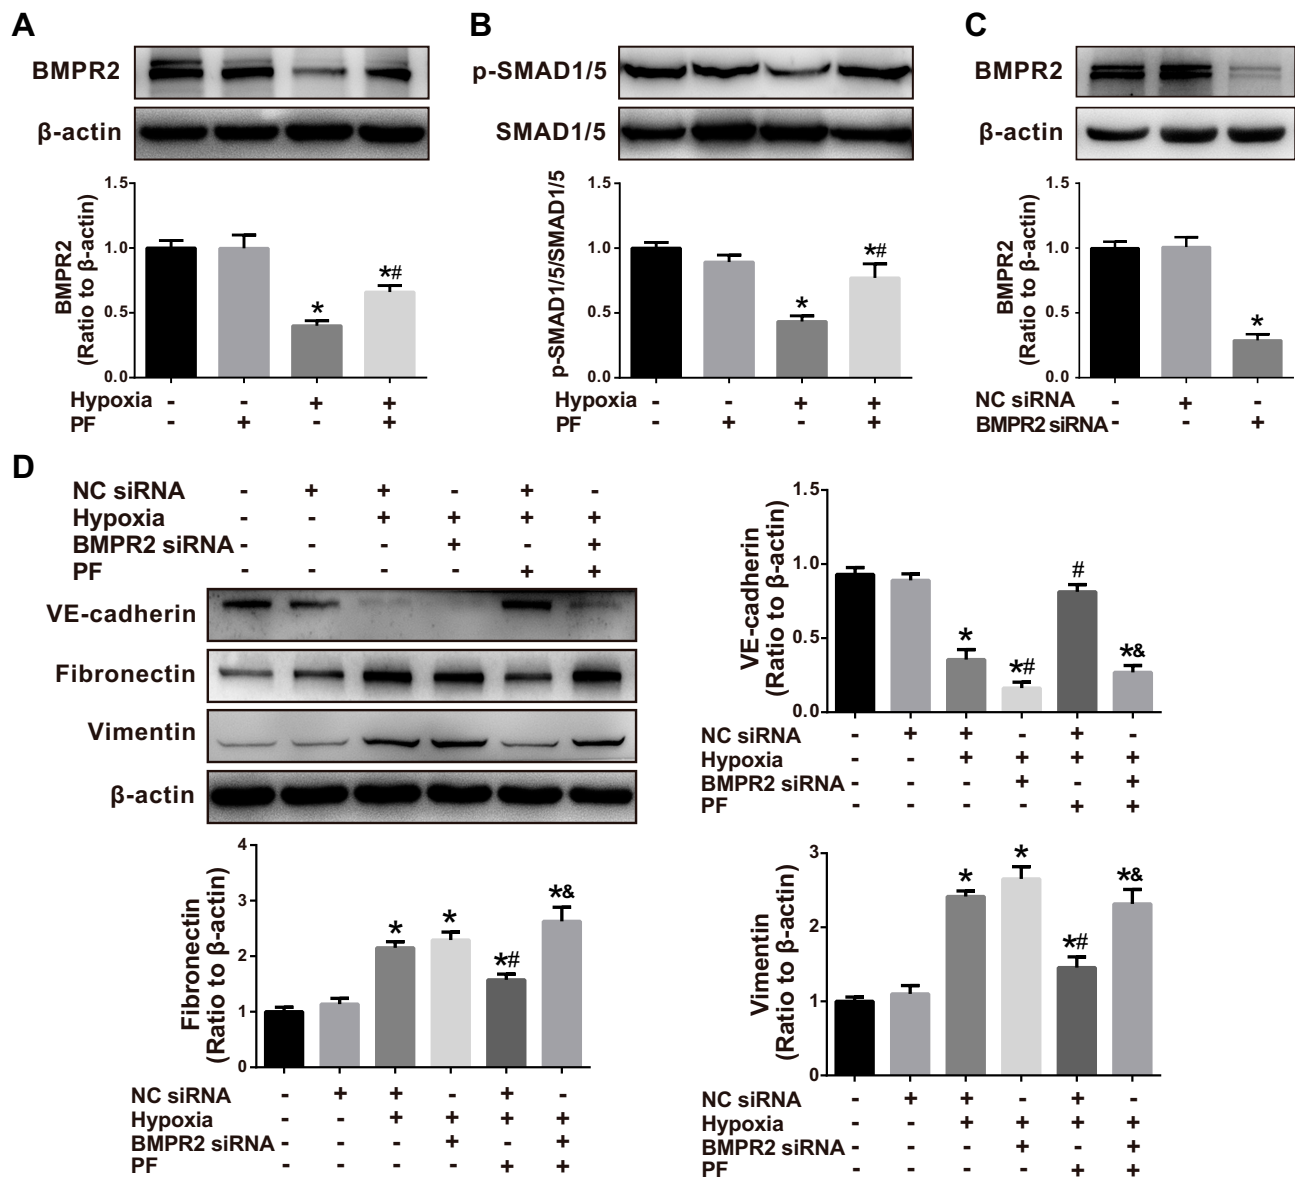 A
BMPR2
β-actin
BMPR2
(Ratio to β-actin)
1.5
1.0
0.5
0.0
*
*#
Hypoxia - - + +
PF - + - +
B
p-SMAD1/5
SMAD1/5
p-SMAD1/5/SMAD1/5
1.5
1.0
0.5
0.0
*
*#
Hypoxia - - + +
PF - + - +
C
BMPR2
β-actin
BMPR2
(Ratio to β-actin)
1.5
1.0
0.5
0.0
*
NC siRNA - + -
BMPR2 siRNA - - +
D
NC siRNA - + + - + -
Hypoxia - - + + + +
BMPR2 siRNA - - - + - +
PF - - - - + +
VE-cadherin
Fibronectin
Vimentin
β-actin
VE-cadherin
(Ratio to β-actin)
1.5
1.0
0.5
0.0
*
*#
#
*&
NC siRNA - + + - + -
Hypoxia - - + + + +
BMPR2 siRNA - - - + - +
PF - - - - + +
Fibronectin
(Ratio to β-actin)
4
3
2
1
0
*
*
*#
*&
NC siRNA - + + - + -
Hypoxia - - + + + +
BMPR2 siRNA - - - + - +
PF - - - - + +
Vimentin
(Ratio to β-actin)
3
2
1
0
*
*
*#
*&
NC siRNA - + + - + -
Hypoxia - - + + + +
BMPR2 siRNA - - - + - +
PF - - - - + +